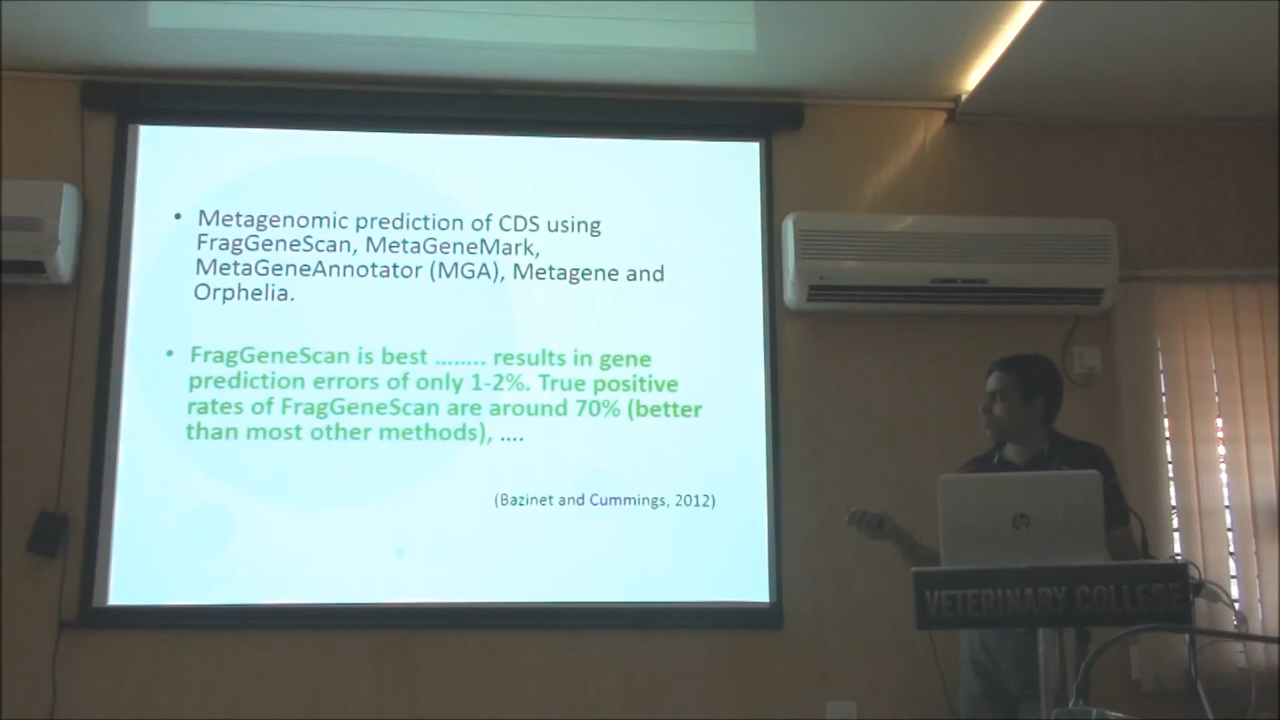 • Metagenomic prediction of CDS using
FragGeneScan, MetaGeneMark,
MetaGeneAnnotator (MGA), Metagene and
Orphelia.
• FragGeneScan is best ........ results in gene
prediction errors of only 1-2%. True positive
rates of FragGeneScan are around 70% (better
than most other methods), ....
(Bazinet and Cummings, 2012)
hp
VETERINARY COLLEGE